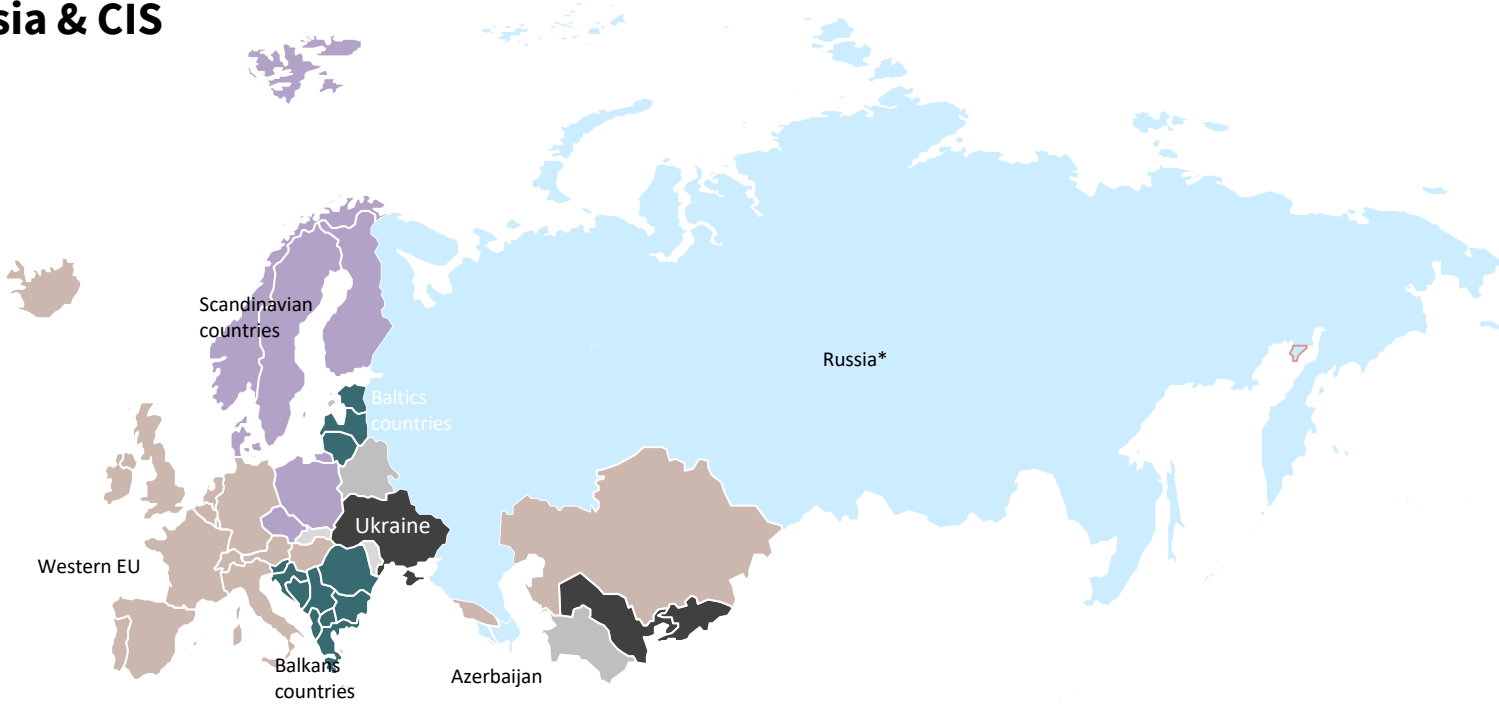 sia & CIS
Scandinavian
countries
Russia*
Baltics
countries
Ukraine
Western EU
Balkans
countries
Azerbaijan